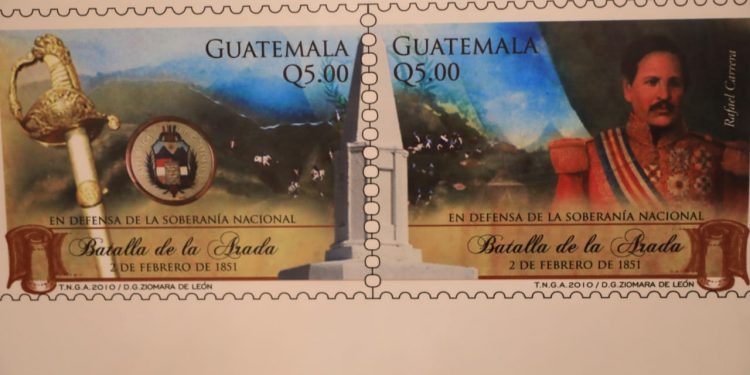 GUATEMALA
Q5.00
EN DEFENSA DE LA SOBERANÍA NACIONAL
Batalla de la Arada
2 DE FEBRERO DE 1851
T.N.G.A. 2010 / D.G. ZIOMARA DE LEÓN
GUATEMALA
Q5.00
Rafael Carrera
EN DEFENSA DE LA SOBERANÍA NACIONAL
Batalla de la Arada
2 DE FEBRERO DE 1851
T.N.G.A. 2010 / D.G. ZIOMARA DE LEÓN